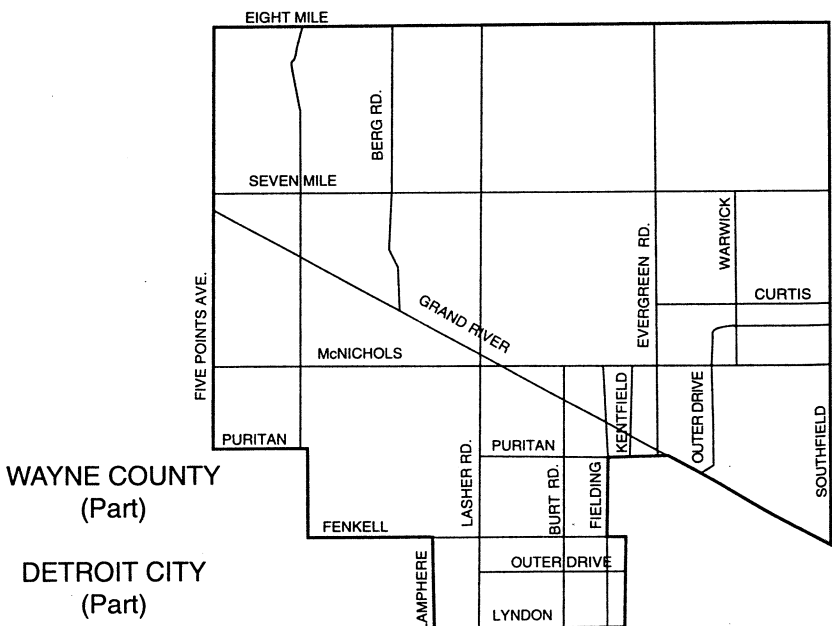 EIGHT MILE
BERG RD.
SEVEN MILE
WARWICK
EVERGREEN RD.
FIVE POINTS AVE.
CURTIS
GRAND RIVER
McNICHOLS
KENTFIELD
OUTER DRIVE
SOUTHFIELD
PURITAN
PURITAN
LASHER RD.
BURT RD.
FIELDING
WAYNE COUNTY
(Part)
FENKELL
OUTER DRIVE
DETROIT CITY
(Part)
LAMPHERE
LYNDON